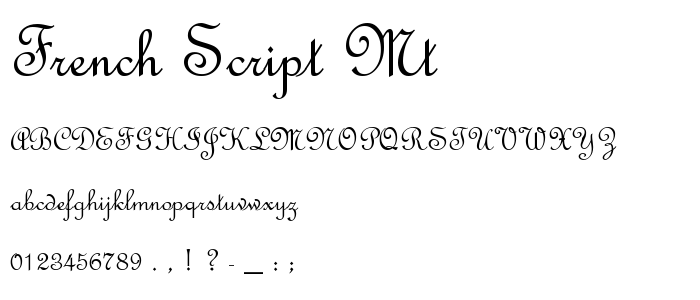 French Script Mt
ABCDEFGHIJKLMNOPQRSTUVWXYZ
abcdefghijklmnopqrstuvwxyz
0123456789 . , ! ? - _ : ;